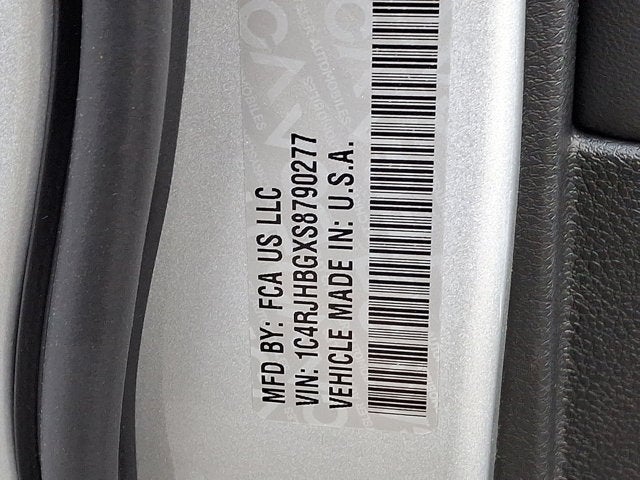 MFD BY: FCA US LLC
VIN: 1C4RJHBGXS8790277
VEHICLE MADE IN: U.S.A.